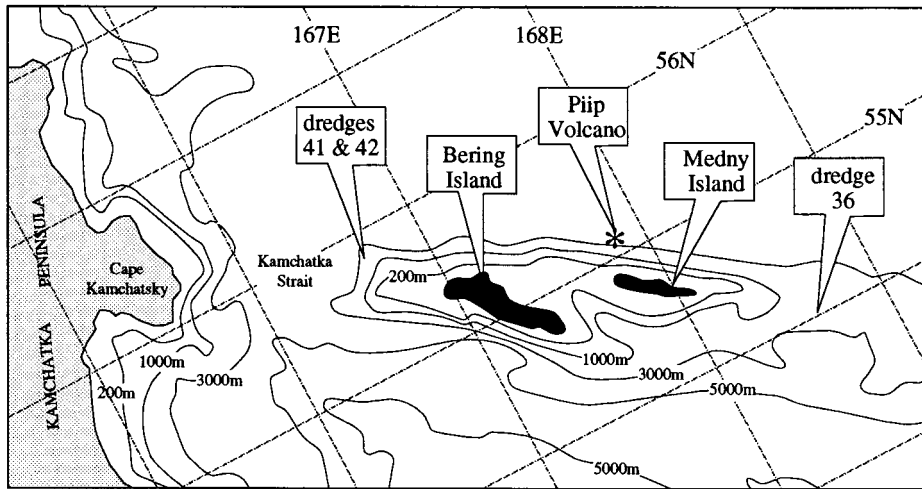 167E
168E
56N
55N
dredges
41 & 42
Bering
Island
Piip
Volcano
Medny
Island
dredge
36
KAMCHATKA PENINSULA
Cape
Kamchatsky
Kamchatka
Strait
200m
1000m
3000m
200m
1000m
3000m
5000m
5000m